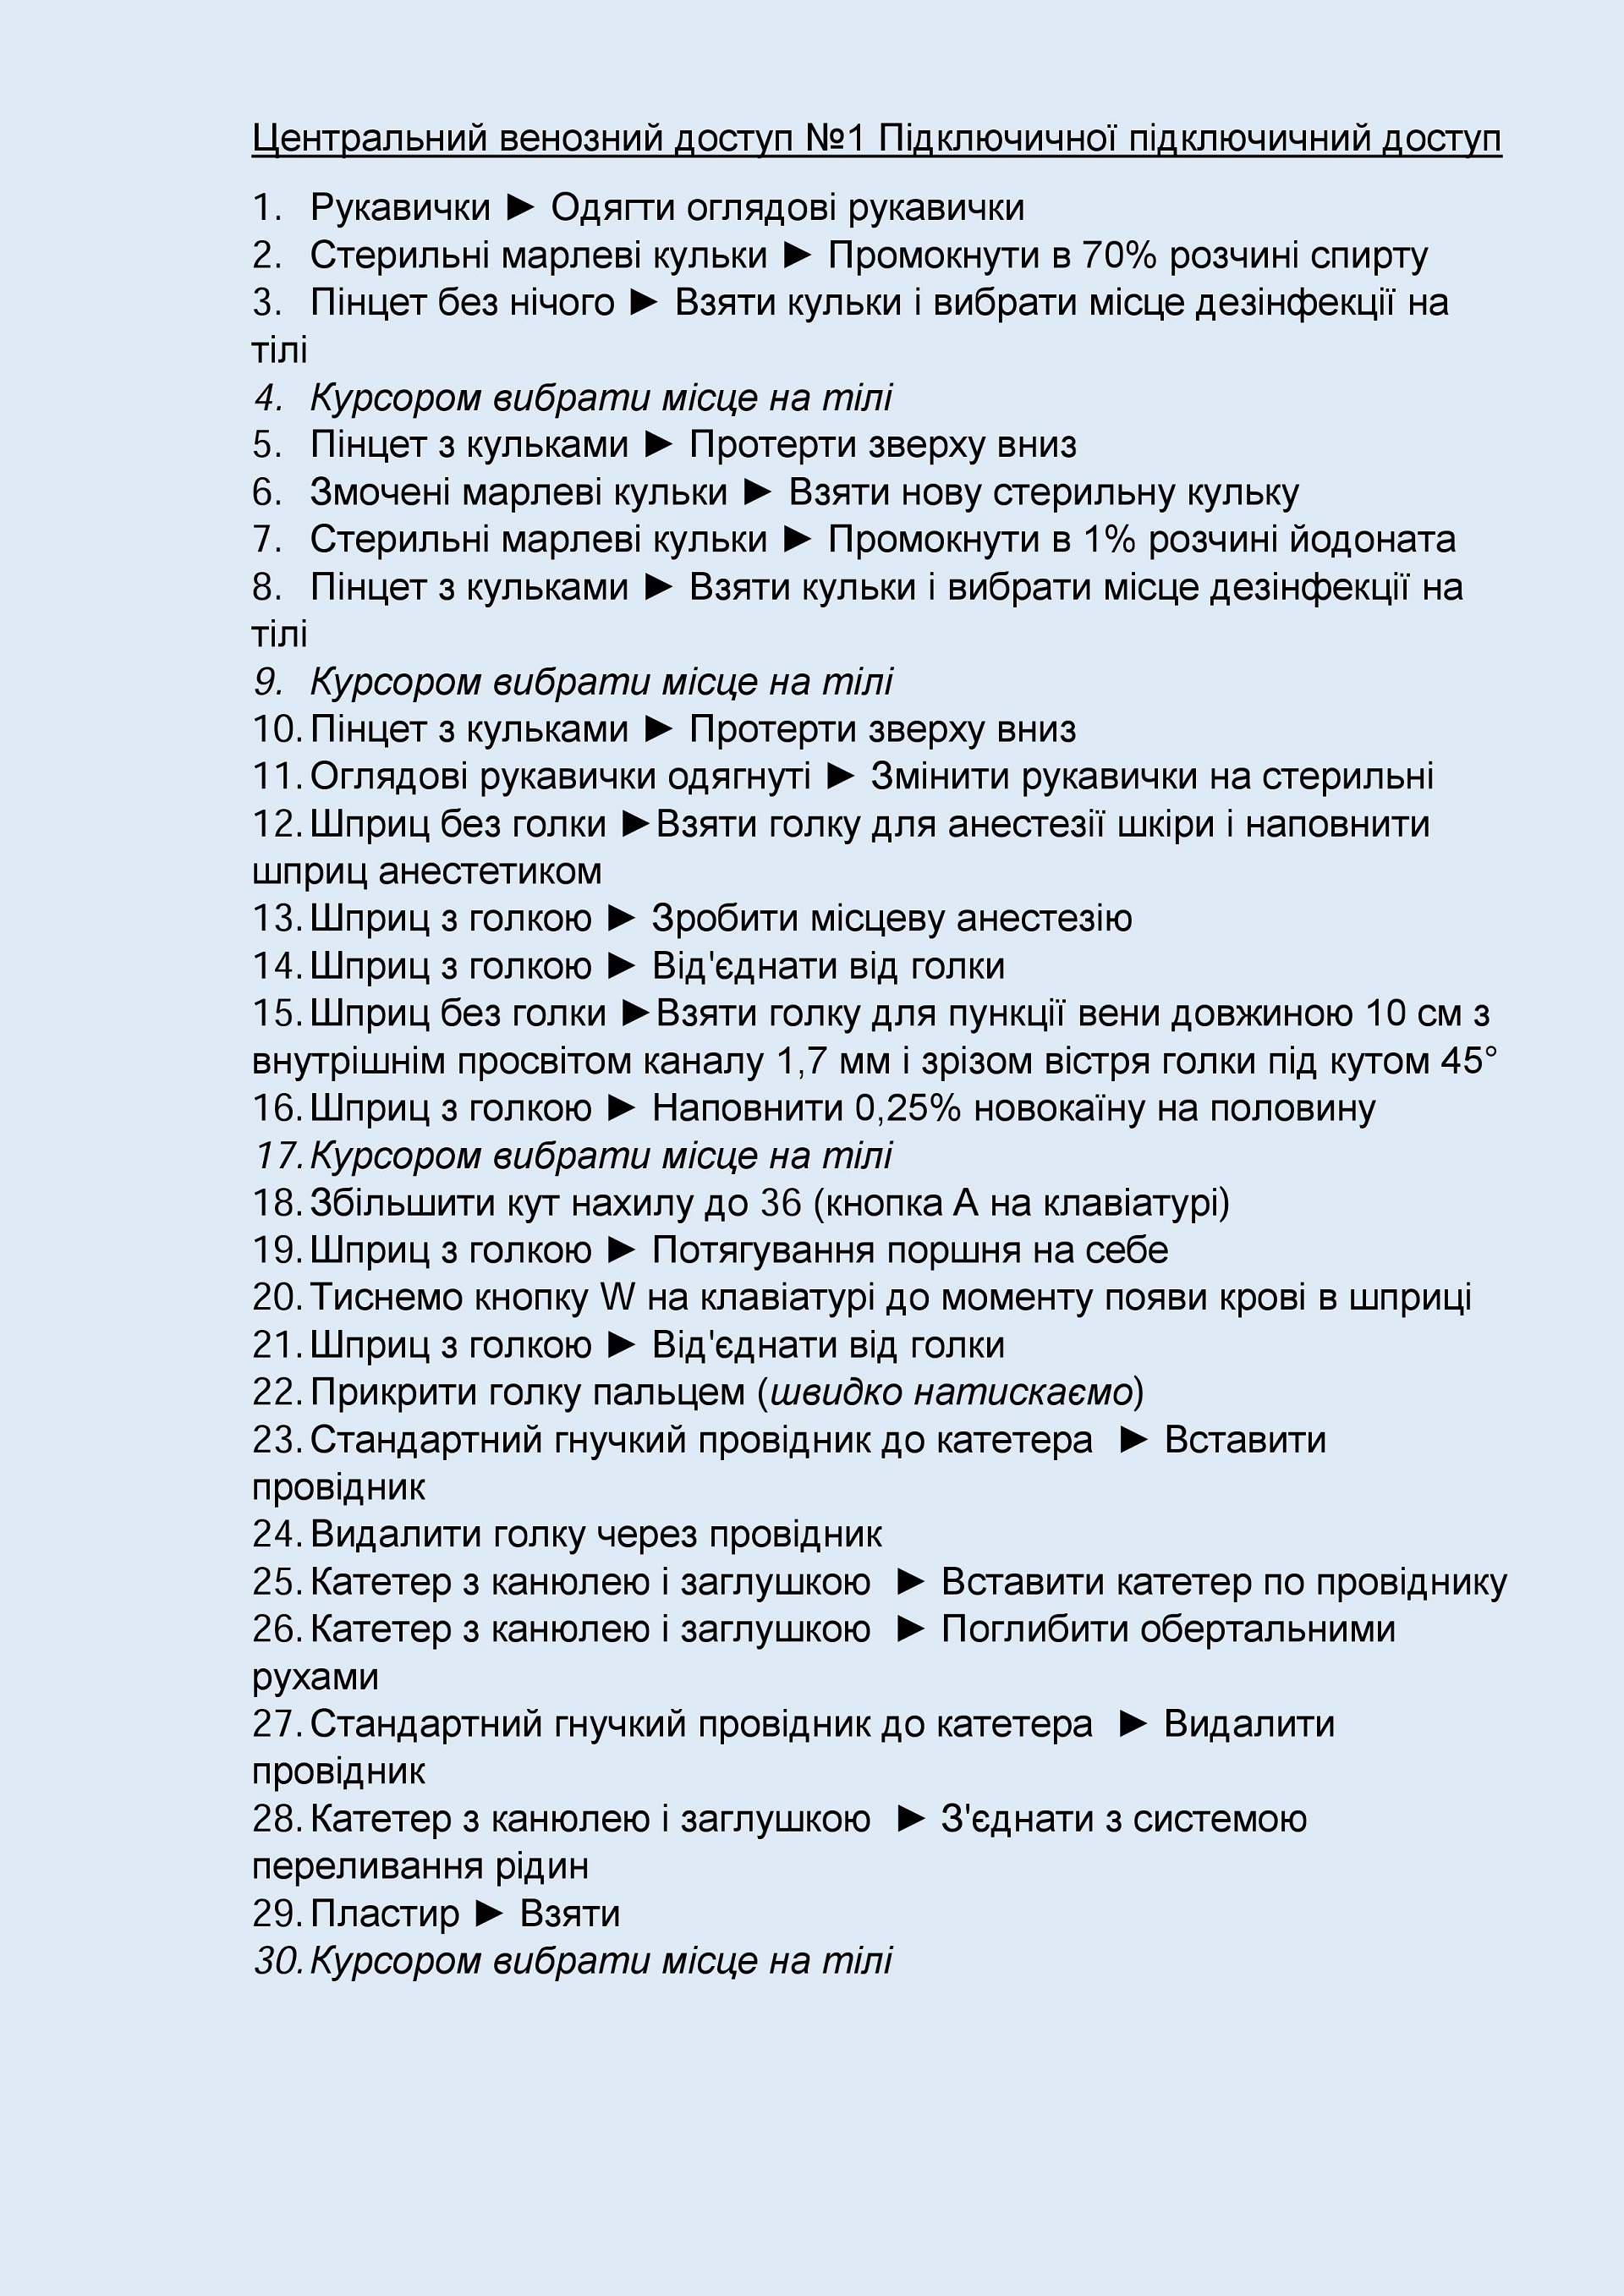 Центральний венозний доступ №1 Підключичної підключичний доступ
1. Рукавички ► Одягти оглядові рукавички
2. Стерильні марлеві кульки ► Промокнути в 70% розчині спирту
3. Пінцет без нічого ► Взяти кульки і вибрати місце дезінфекції на
тілі
4. Курсором вибрати місце на тілі
5. Пінцет з кульками ► Протерти зверху вниз
6. Змочені марлеві кульки ► Взяти нову стерильну кульку
7. Стерильні марлеві кульки ► Промокнути в 1% розчині йодоната
8. Пінцет з кульками ► Взяти кульки і вибрати місце дезінфекції на
тілі
9. Курсором вибрати місце на тілі
10. Пінцет з кульками ► Протерти зверху вниз
11. Оглядові рукавички одягнуті ► Змінити рукавички на стерильні
12. Шприц без голки ►Взяти голку для анестезії шкіри і наповнити
шприц анестетиком
13. Шприц з голкою ► Зробити місцеву анестезію
14. Шприц з голкою ► Від'єднати від голки
15. Шприц без голки ►Взяти голку для пункції вени довжиною 10 см з
внутрішнім просвітом каналу 1,7 мм і зрізом вістря голки під кутом 45°
16. Шприц з голкою ► Наповнити 0,25% новокаїну на половину
17. Курсором вибрати місце на тілі
18. Збільшити кут нахилу до 36 (кнопка А на клавіатурі)
19. Шприц з голкою ► Потягування поршня на себе
20. Тиснемо кнопку W на клавіатурі до моменту появи крові в шприці
21. Шприц з голкою ► Від'єднати від голки
22. Прикрити голку пальцем (швидко натискаємо)
23. Стандартний гнучкий провідник до катетера ► Вставити
провідник
24. Видалити голку через провідник
25. Катетер з канюлею і заглушкою ► Вставити катетер по провіднику
26. Катетер з канюлею і заглушкою ► Поглибити обертальними
рухами
27. Стандартний гнучкий провідник до катетера ► Видалити
провідник
28. Катетер з канюлею і заглушкою ► З'єднати з системою
переливання рідин
29. Пластир ► Взяти
30. Курсором вибрати місце на тілі